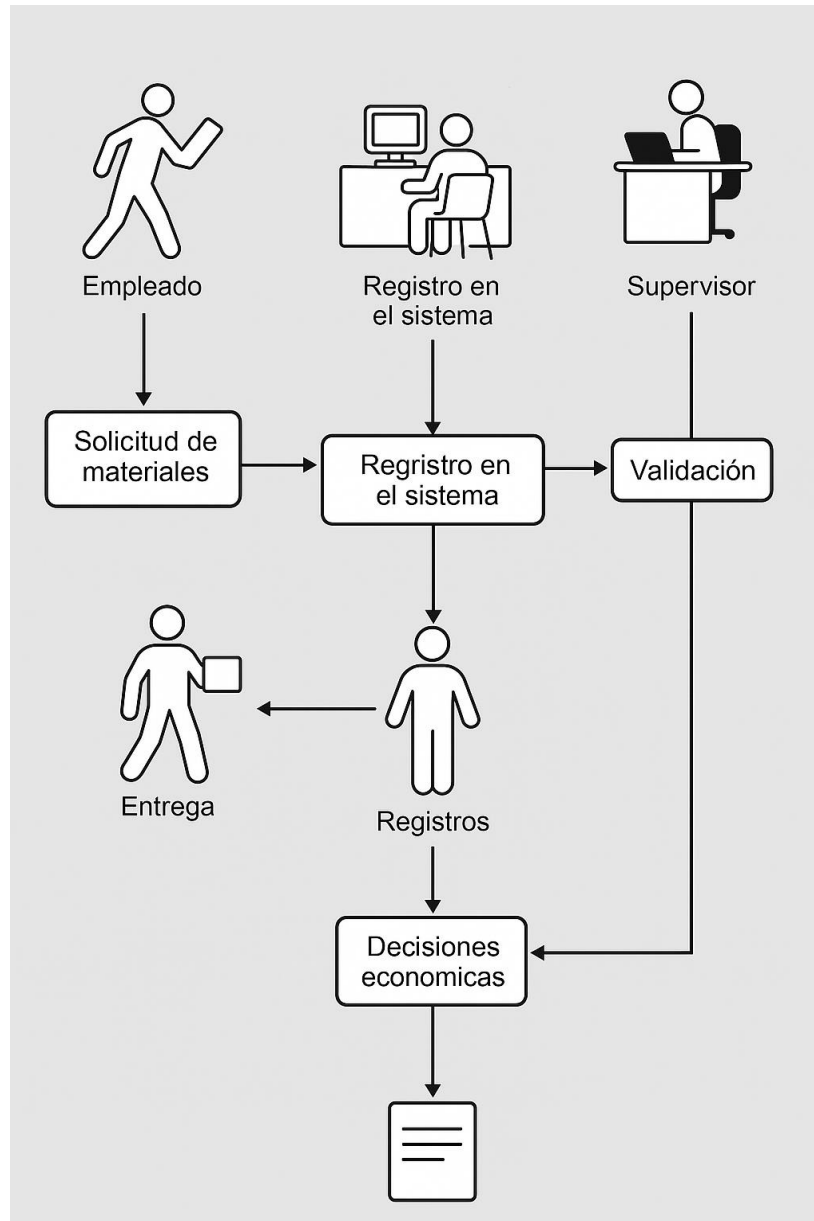 Empleado
Registro en
el sistema
Supervisor
Solicitud de
materiales
Regristro en
el sistema
Validación
Entrega
Registros
Decisiones
economicas